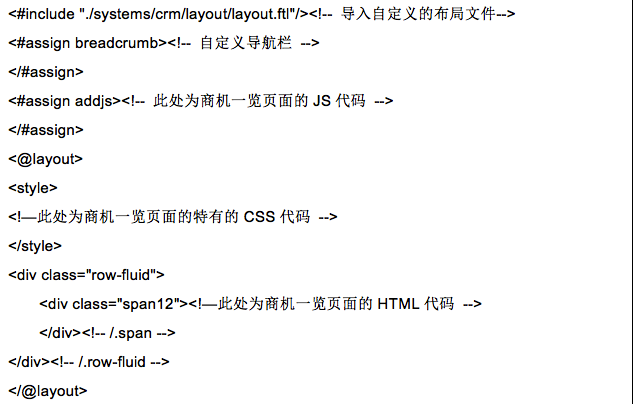 <#include "./systems/crm/layout/layout.ftl"/><!-- 导入自定义的布局文件-->
<#assign breadcrumb><!-- 自定义导航栏 -->
</#assign>
<#assign addjs><!-- 此处为商机一览页面的 JS 代码 -->
</#assign>
<@layout>
<style>
<!—此处为商机一览页面的特有的 CSS 代码 -->
</style>
<div class="row-fluid">
<div class="span12"><!—此处为商机一览页面的 HTML 代码 -->
</div><!-- /.span -->
</div><!-- /.row-fluid -->
</@layout>